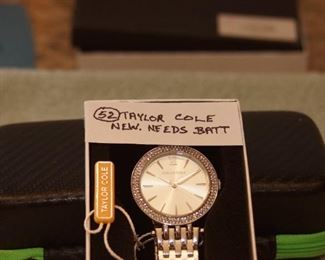 52 TAYLOR COLE
NEW. NEEDS BATT
TAYLOR COLE